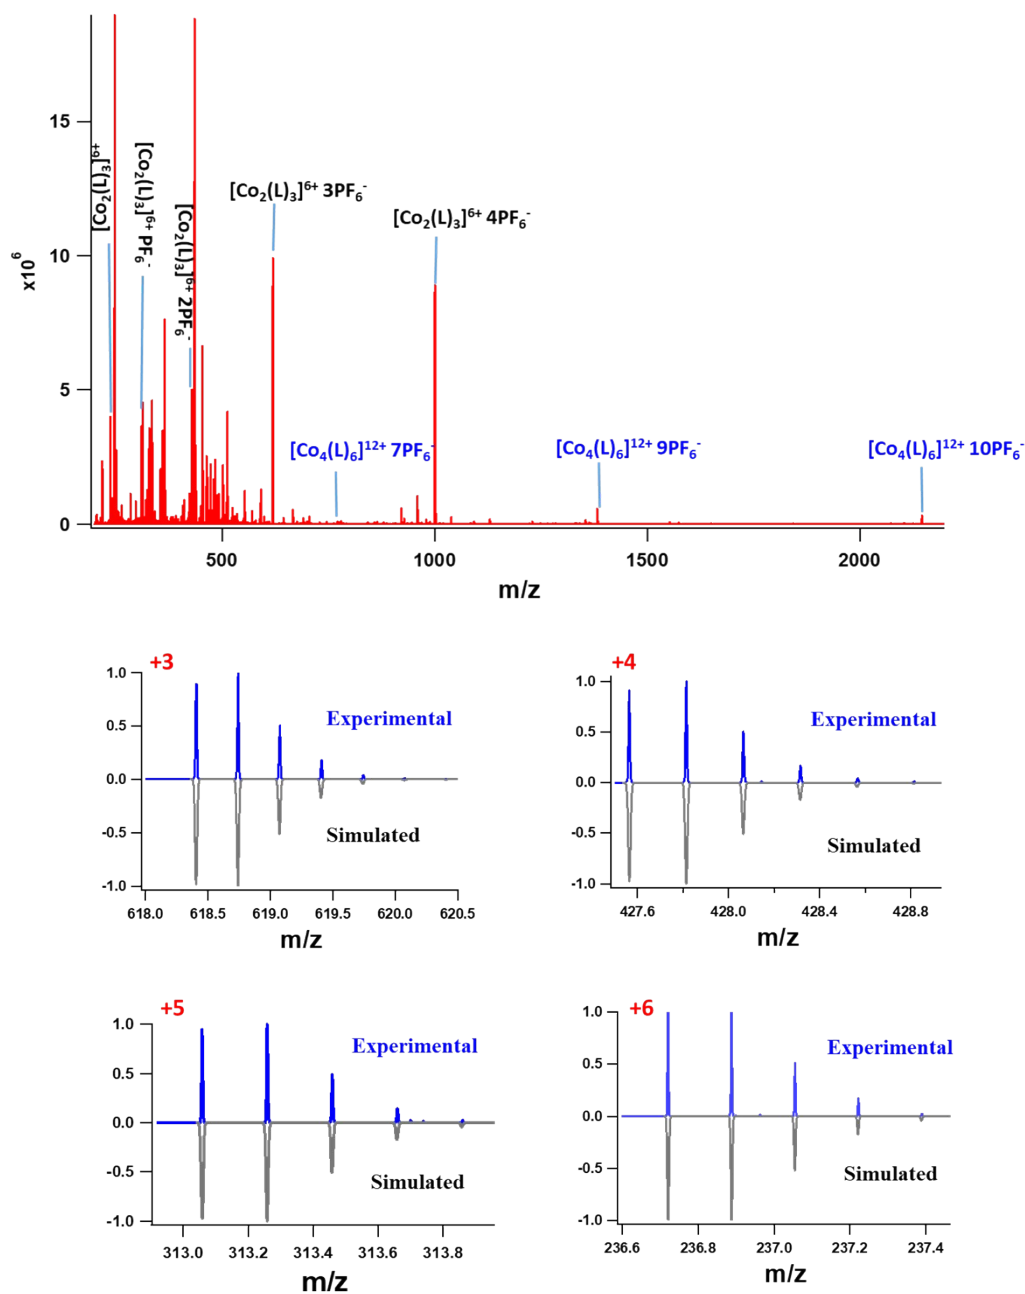 [Co₂(L)₃]⁶⁺
[Co₂(L)₃]⁶⁺ PF₆⁻
[Co₂(L)₃]⁶⁺ 2PF₆⁻
[Co₂(L)₃]⁶⁺ 3PF₆⁻
[Co₂(L)₃]⁶⁺ 4PF₆⁻
[Co₄(L)₆]¹²⁺ 7PF₆⁻
[Co₄(L)₆]¹²⁺ 9PF₆⁻
[Co₄(L)₆]¹²⁺ 10PF₆⁻
x10⁶
15
10
5
0
500 1000 1500 2000
m/z
+3
1.0
0.5
0.0
-0.5
-1.0
Experimental
Simulated
618.0 618.5 619.0 619.5 620.0 620.5
m/z
+4
1.0
0.5
0.0
-0.5
-1.0
Experimental
Simulated
427.6 428.0 428.4 428.8
m/z
+5
1.0
0.5
0.0
-0.5
-1.0
Experimental
Simulated
313.0 313.2 313.4 313.6 313.8
m/z
+6
1.0
0.5
0.0
-0.5
-1.0
Experimental
Simulated
236.6 236.8 237.0 237.2 237.4
m/z